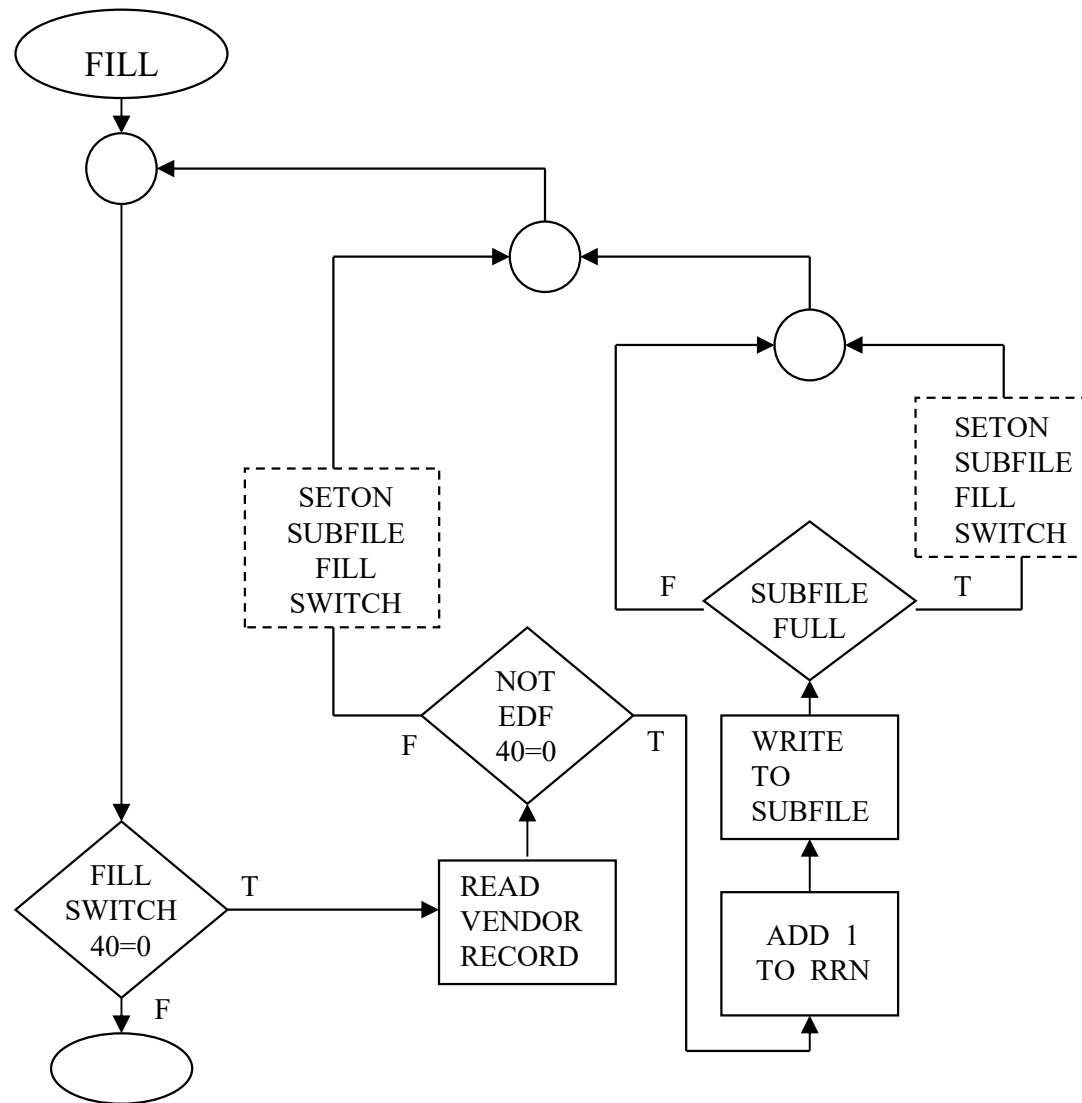 FILL
SETON
SUBFILE
FILL
SWITCH
SETON
SUBFILE
FILL
SWITCH
F
SUBFILE
FULL
T
NOT
EDF
40=0
F
T
WRITE
TO
SUBFILE
FILL
SWITCH
40=0
T
F
READ
VENDOR
RECORD
ADD 1
TO RRN